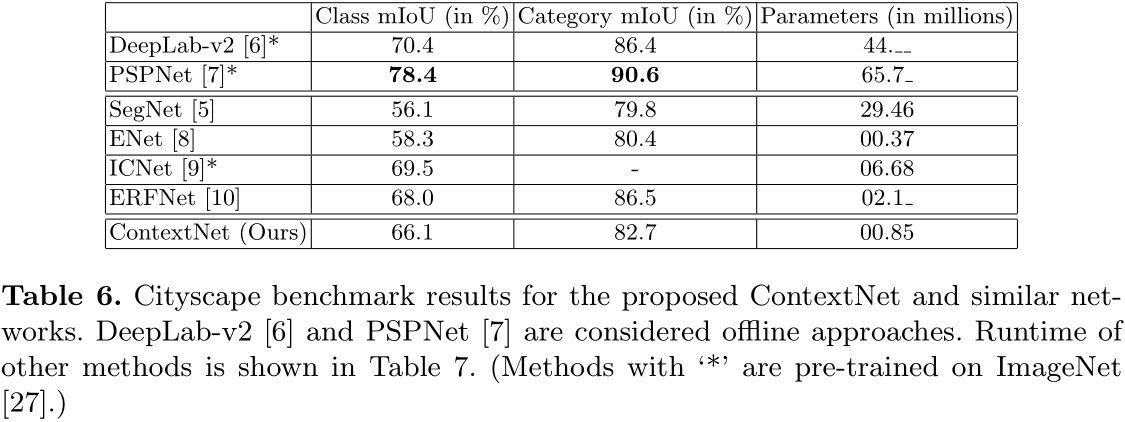 Class mIoU (in %) Category mIoU (in %) Parameters (in millions)
DeepLab-v2 [6]* 70.4 86.4 44.__
PSPNet [7]* 78.4 90.6 65.7_
SegNet [5] 56.1 79.8 29.46
ENet [8] 58.3 80.4 00.37
ICNet [9]* 69.5 - 06.68
ERFNet [10] 68.0 86.5 02.1_
ContextNet (Ours) 66.1 82.7 00.85
Table 6. Cityscape benchmark results for the proposed ContextNet and similar net-
works. DeepLab-v2 [6] and PSPNet [7] are considered offline approaches. Runtime of
other methods is shown in Table 7. (Methods with ‘*’ are pre-trained on ImageNet
[27].)